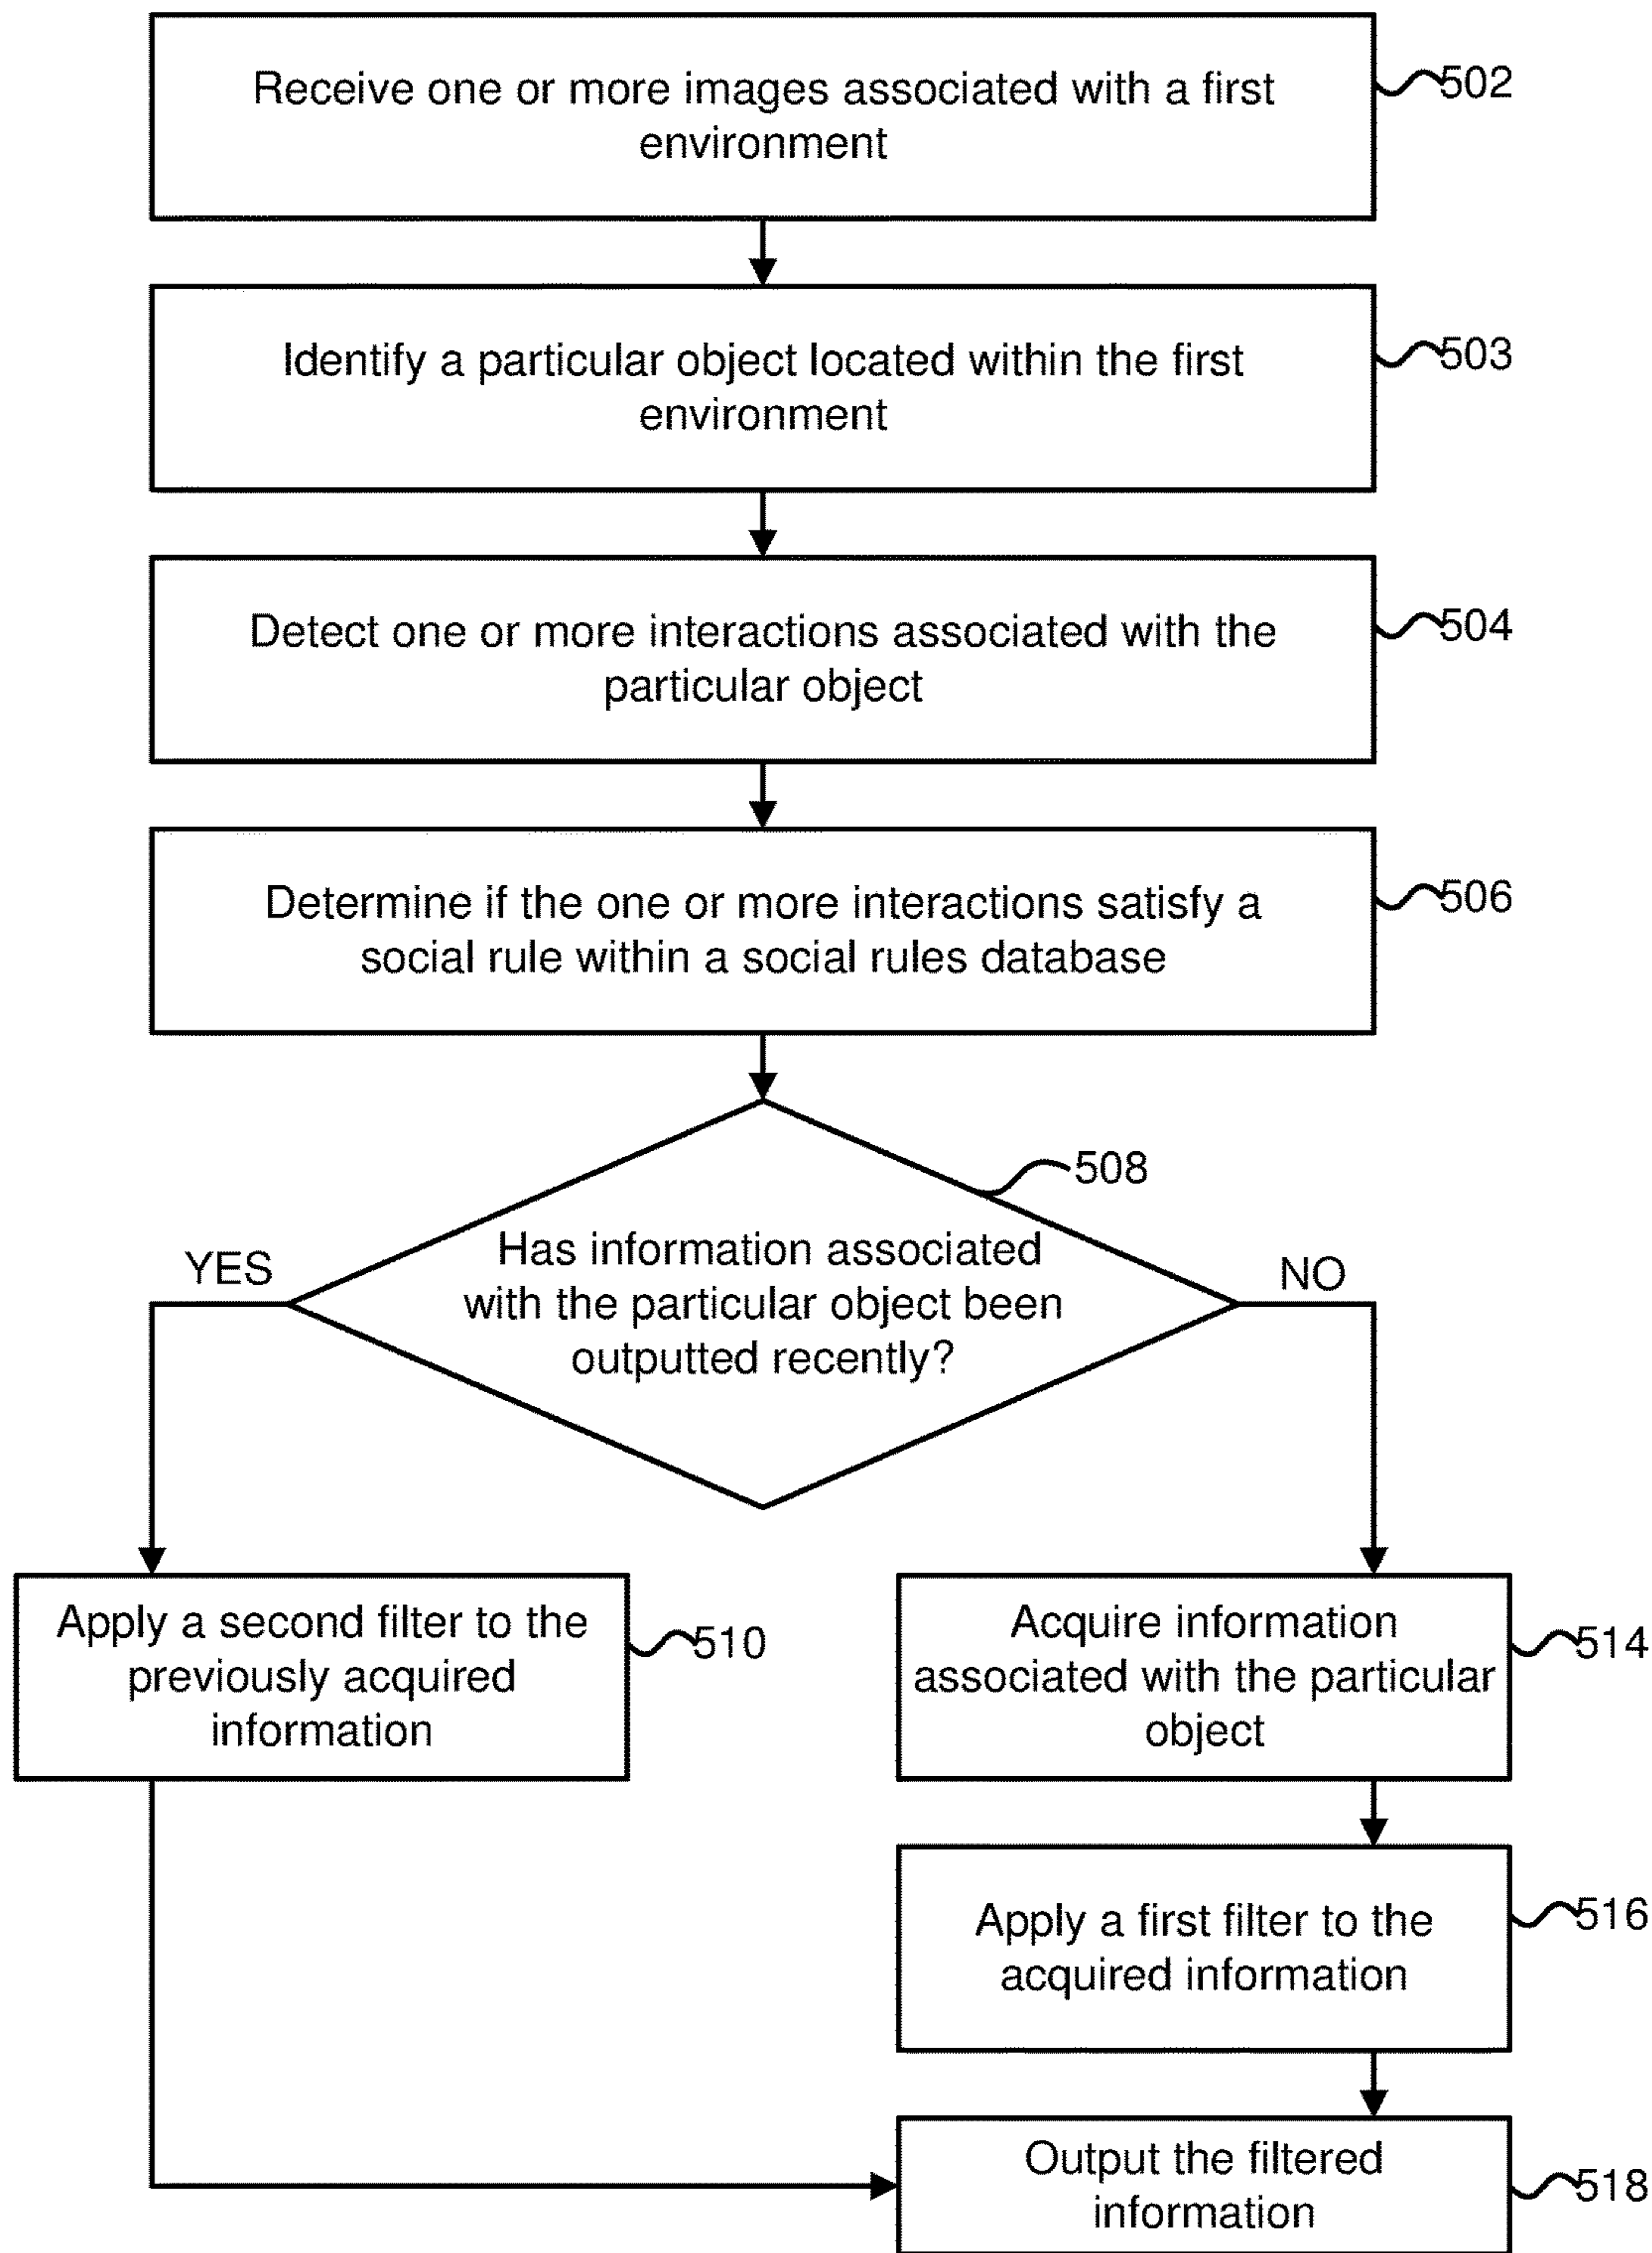 Receive one or more images associated with a first
environment
502
Identify a particular object located within the first
environment
503
Detect one or more interactions associated with the
particular object
504
Determine if the one or more interactions satisfy a
social rule within a social rules database
506
508
Has information associated
with the particular object been
outputted recently?
YES
NO
Apply a second filter to the
previously acquired
information
510
Acquire information
associated with the particular
object
514
Apply a first filter to the
acquired information
516
Output the filtered
information
518